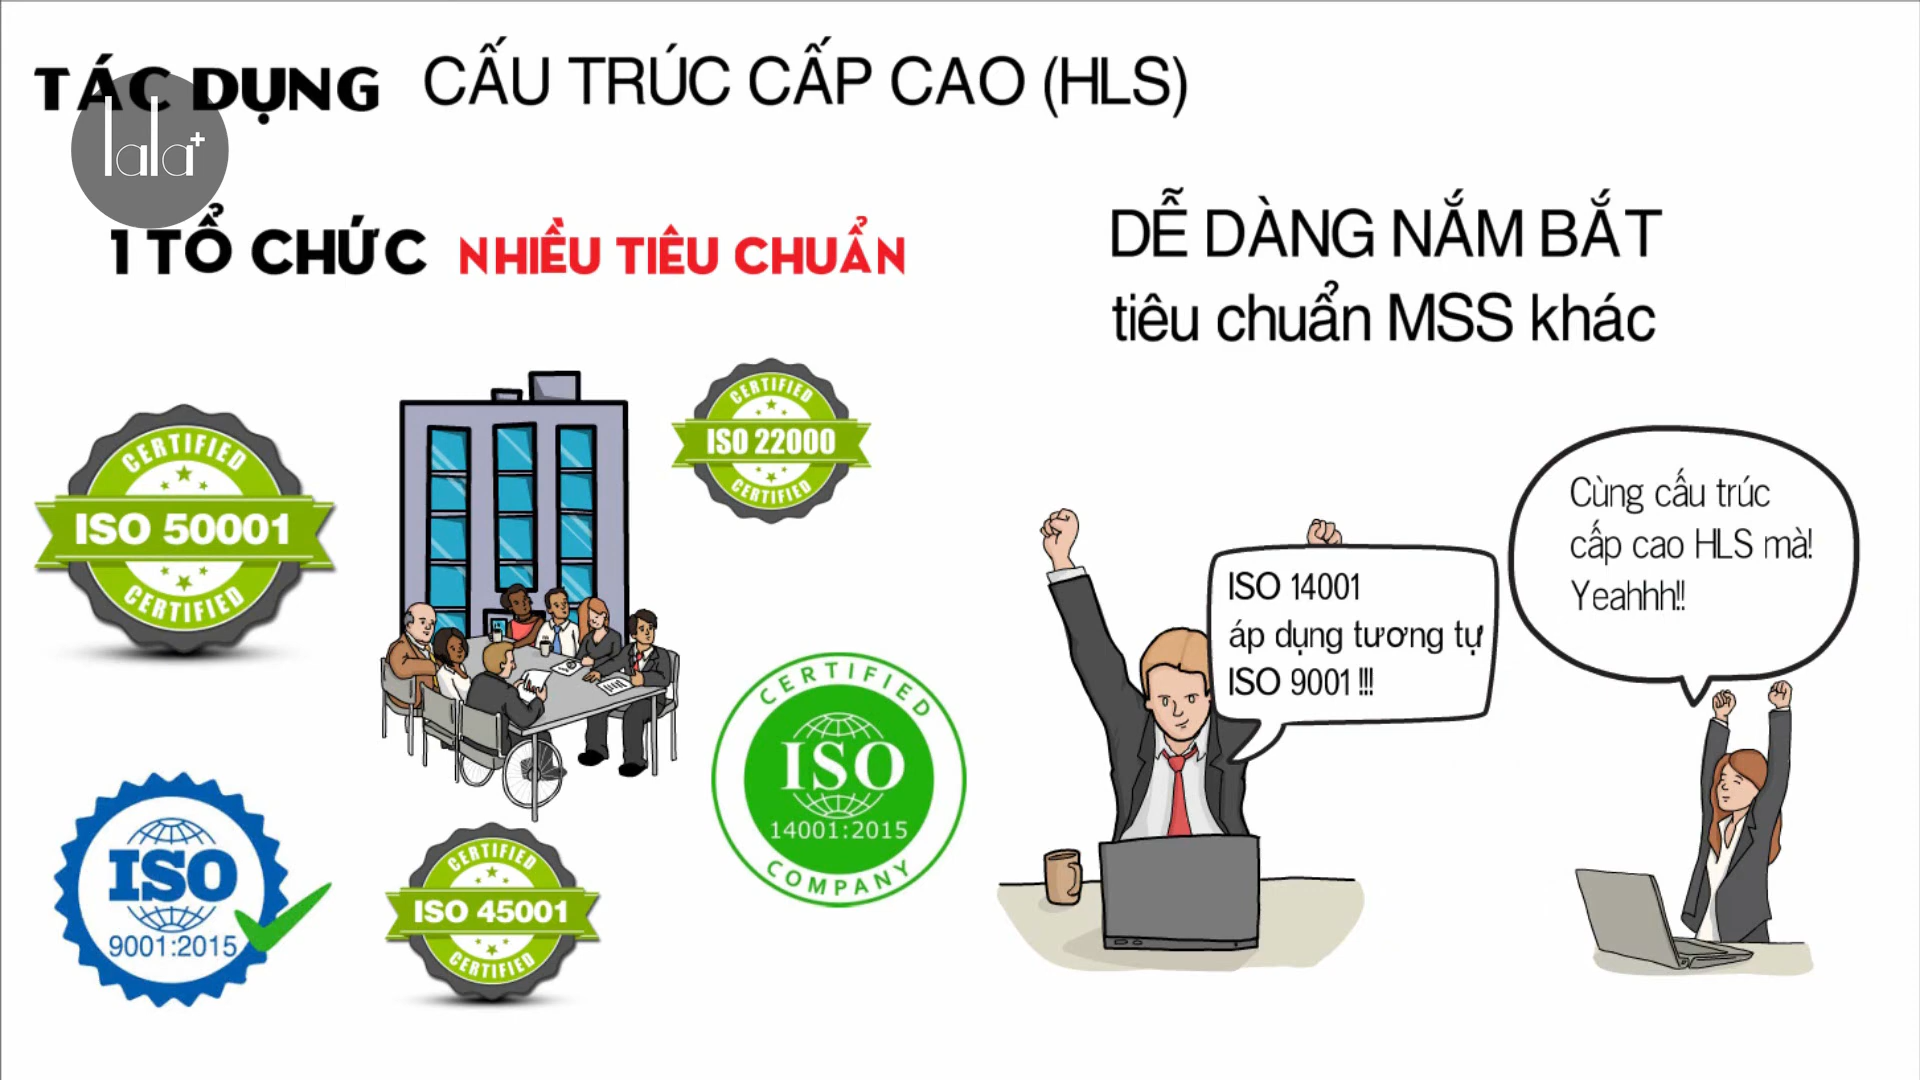 TÁC DỤNG CẤU TRÚC CẤP CAO (HLS)
lala+
1 TỔ CHỨC NHIỀU TIÊU CHUẨN
DỄ DÀNG NẮM BẮT
tiêu chuẩn MSS khác
CERTIFIED
ISO 50001
CERTIFIED
CERTIFIED
ISO 22000
CERTIFIED
ISO 14001
áp dụng tương tự
ISO 9001 !!!
Cùng cấu trúc
cấp cao HLS mà!
Yeahhh!!
CERTIFIED
ISO
14001:2015
COMPANY
ISO
9001:2015
CERTIFIED
ISO 45001
CERTIFIED